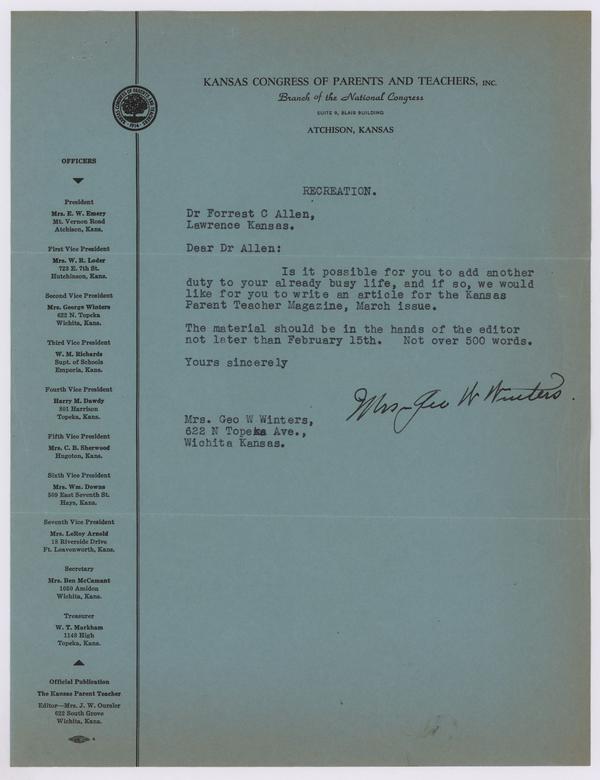 KANSAS CONGRESS OF PARENTS AND TEACHERS, INC.
Branch of the National Congress
SUITE 9, BLAIR BUILDING
ATCHISON, KANSAS
KANSAS CONGRESS OF PARENTS AND TEACHERS
1914
OFFICERS
President
Mrs. E. W. Emery
Mt. Vernon Road
Atchison, Kans.
First Vice President
Mrs. W. R. Loder
723 E. 7th St.
Hutchinson, Kans.
Second Vice President
Mrs. George Winters
622 N. Topeka
Wichita, Kans.
Third Vice President
W. M. Richards
Supt. of Schools
Emporia, Kans.
Fourth Vice President
Harry M. Dawdy
801 Harrison
Topeka, Kans.
Fifth Vice President
Mrs. C. B. Sherwood
Hugoton, Kans.
Sixth Vice President
Mrs. Wm. Downs
509 East Seventh St.
Hays, Kans.
Seventh Vice President
Mrs. LeRoy Arnold
18 Riverside Drive
Ft. Leavenworth, Kans.
Secretary
Mrs. Ben McCamant
1050 Amidon
Wichita, Kans.
Treasurer
W. T. Markham
1148 High
Topeka, Kans.
Official Publication
The Kansas Parent Teacher
Editor—Mrs. J. W. Oursler
622 South Grove
Wichita, Kans.
RECREATION.
Dr Forrest C Allen,
Lawrence Kansas.
Dear Dr Allen:
Is it possible for you to add another
duty to your already busy life, and if so, we would
like for you to write an article for the Kansas
Parent Teacher Magazine, March issue.
The material should be in the hands of the editor
not later than February 15th. Not over 500 words.
Yours sincerely
Mrs-Geo W Winters.
Mrs. Geo W Winters,
622 N Topeka Ave.,
Wichita Kansas.